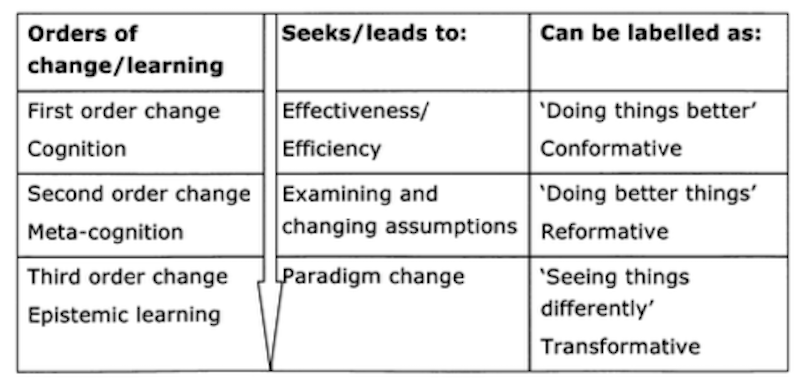 Orders of
change/learning
Seeks/leads to:
Can be labelled as:
First order change
Cognition
Effectiveness/
Efficiency
‘Doing things better’
Conformative
Second order change
Meta-cognition
Examining and
changing assumptions
‘Doing better things’
Reformative
Third order change
Epistemic learning
Paradigm change
‘Seeing things
differently’
Transformative